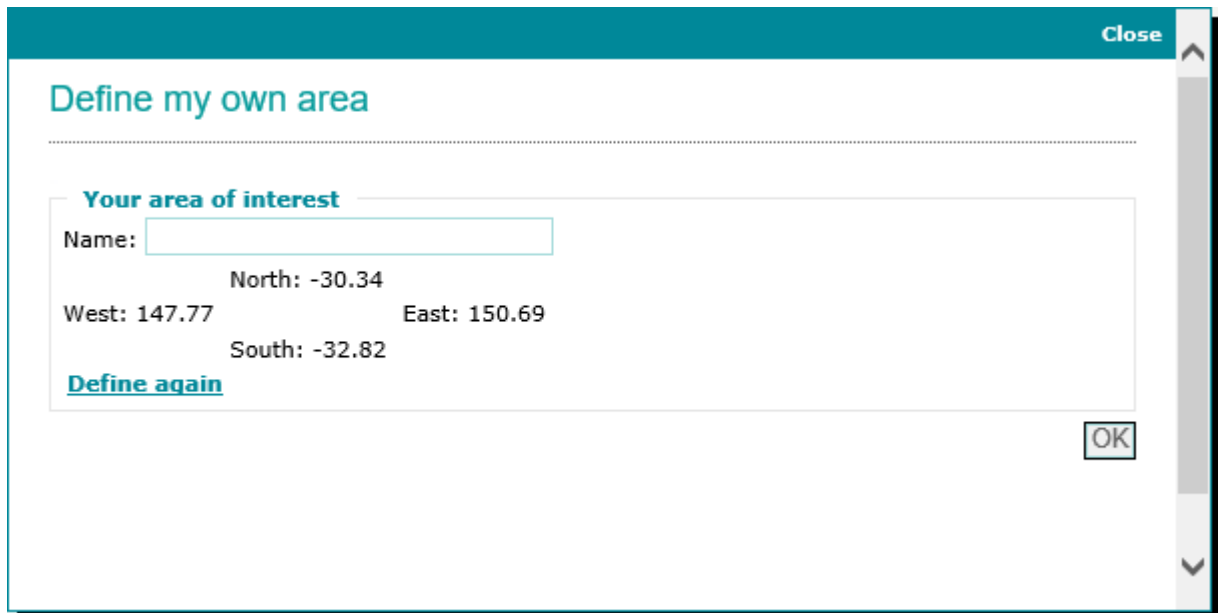 Close
Define my own area
Your area of interest
Name:
North: -30.34
West: 147.77 East: 150.69
South: -32.82
Define again
OK